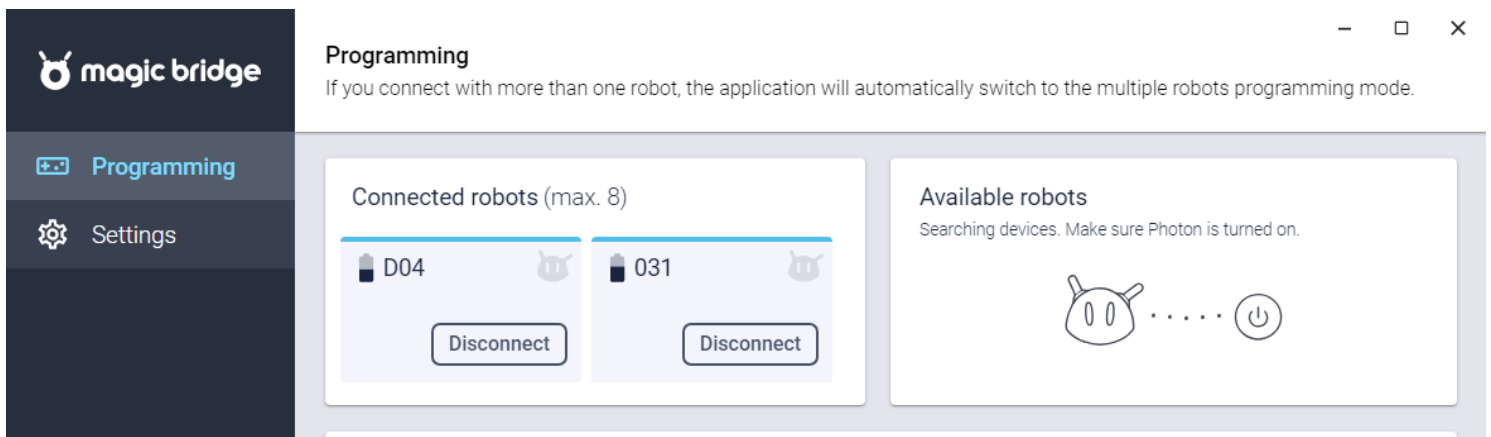 magic bridge
Programming
If you connect with more than one robot, the application will automatically switch to the multiple robots programming mode.
Programming
Settings
Connected robots (max. 8)
D04
Disconnect
031
Disconnect
Available robots
Searching devices. Make sure Photon is turned on.